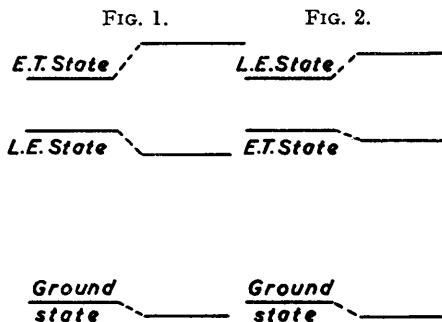 FIG. 1. FIG. 2.
E.T. State L.E. State
L.E. State E.T. State
Ground Ground
state state